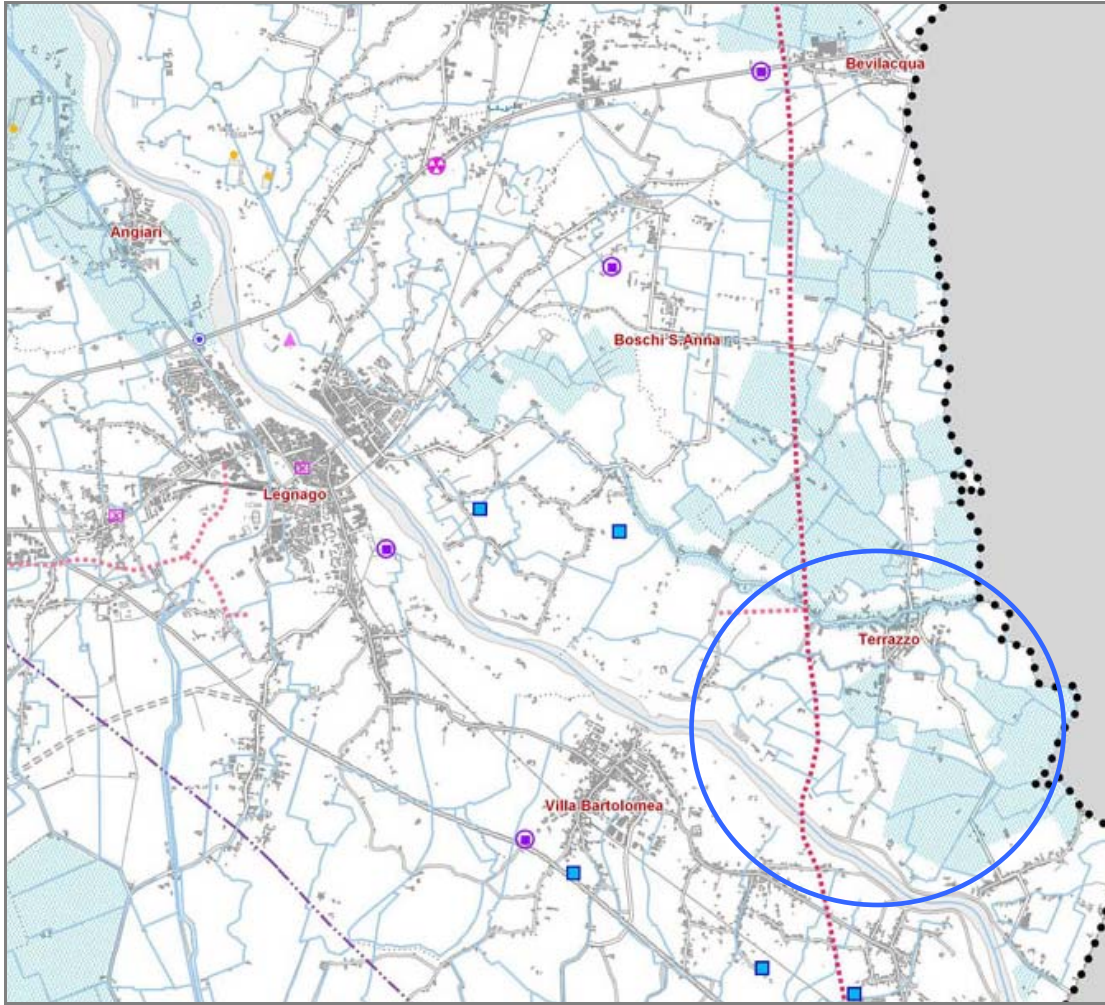 Bevilacqua
Angiari
Boschi S.Anna
Legnago
Terrazzo
Villa Bartolomea